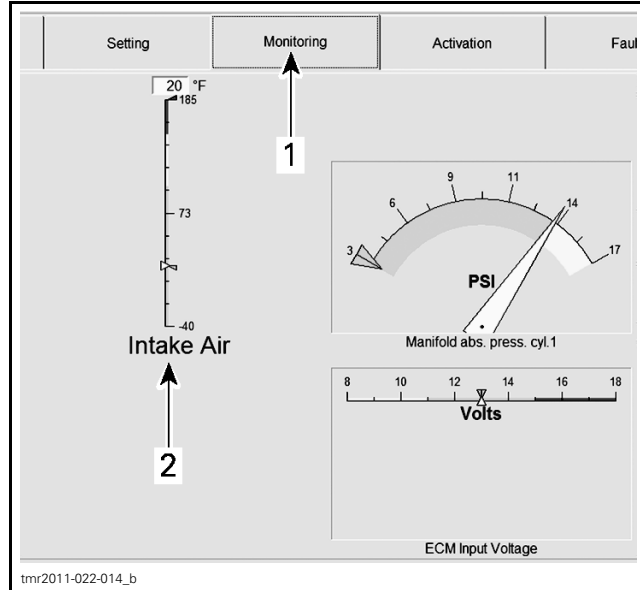 Setting
Monitoring
Activation
Faul
20 °F
185
73
-40
Intake Air
1
2
3
6
9
11
14
17
PSI
Manifold abs. press. cyl.1
8 10 12 14 16 18
Volts
ECM Input Voltage
tmr2011-022-014_b